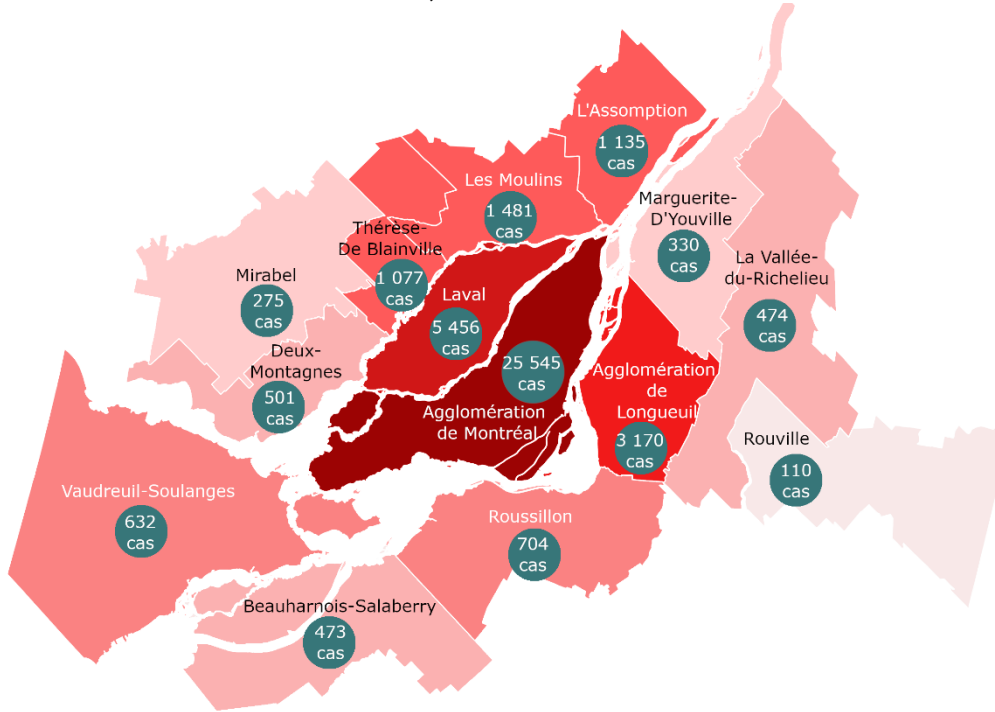 L'Assomption
1 135
cas
Les Moulins
1 481
cas
Marguerite-
D'Youville
330
cas
Thérèse-
De Blainville
1 077
cas
La Vallée-
du-Richelieu
474
cas
Mirabel
275
cas
Laval
5 456
cas
Deux-
Montagnes
501
cas
25 545
cas
Agglomération
de Montréal
Agglomération
de
Longueuil
3 170
cas
Rouville
110
cas
Vaudreuil-Soulanges
632
cas
Roussillon
704
cas
Beauharnois-Salaberry
473
cas